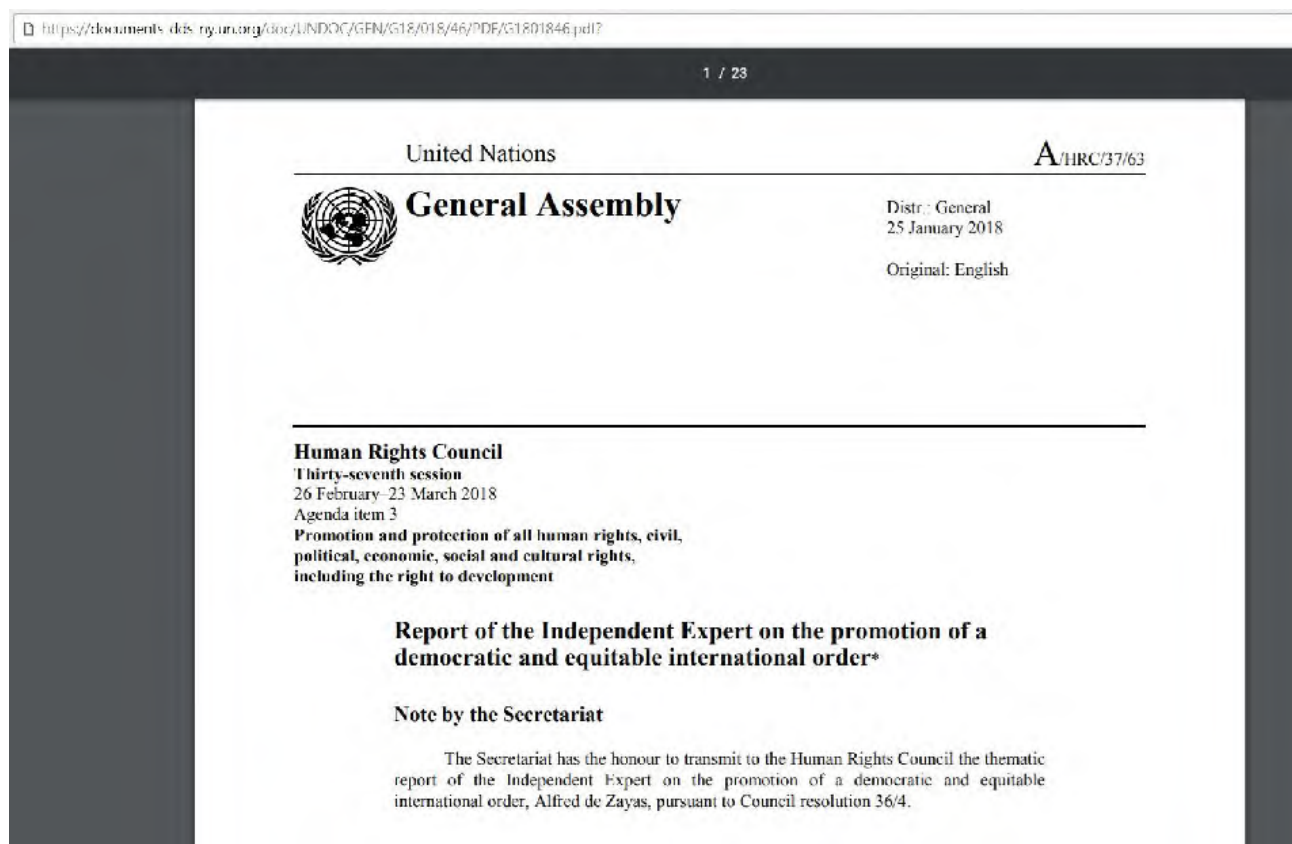 https://documents-dds-ny.un.org/doc/UNDOC/GEN/G18/018/46/PDF/G1801846.pdf?
1 / 23
United Nations
A/HRC/37/63
General Assembly
Distr.: General
25 January 2018
Original: English
Human Rights Council
Thirty-seventh session
26 February–23 March 2018
Agenda item 3
Promotion and protection of all human rights, civil,
political, economic, social and cultural rights,
including the right to development
Report of the Independent Expert on the promotion of a
democratic and equitable international order*
Note by the Secretariat
The Secretariat has the honour to transmit to the Human Rights Council the thematic
report of the Independent Expert on the promotion of a democratic and equitable
international order, Alfred de Zayas, pursuant to Council resolution 36/4.